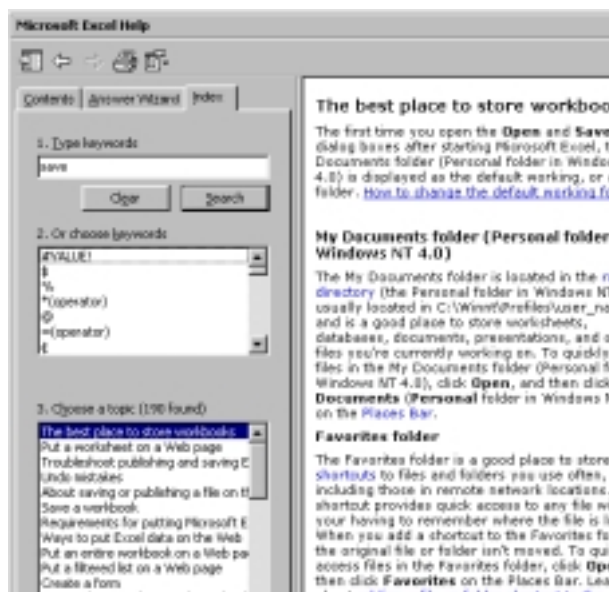 Microsoft Excel Help
Contents
Answer Wizard
Index
1. Type keywords
save
Clear
Search
2. Or choose keywords
#VALUE!
$
%
*(operator)
@
=(operator)
3. Choose a topic (190 found)
The best place to store workbooks
Put a worksheet on a Web page
Troubleshoot publishing and saving E
Undo mistakes
About saving or publishing a file on th
Save a workbook
Requirements for putting Microsoft E
Ways to put Excel data on the Web
Put an entire workbook on a Web pa
Put a filtered list on a Web page
Create a form
The best place to store workboo
The first time you open the Open and Save
dialog boxes after starting Microsoft Excel, t
Documents folder (Personal folder in Windo
4.0) is displayed as the default working, or
folder. How to change the default working fo
My Documents folder (Personal folder
Windows NT 4.0)
The My Documents folder is located in the
directory (the Personal folder in Windows NT
usually located in C:\Winnt\Profiles\user_na
and is a good place to store worksheets,
databases, documents, presentations, and o
files you're currently working on. To quickly
files in the My Documents folder (Personal f
Windows NT 4.0), click Open, and then click
Documents (Personal folder in Windows N
on the Places Bar.
Favorites folder
The Favorites folder is a good place to store
shortcuts to files and folders you use often,
including those in remote network locations.
shortcut provides quick access to any file wi
your having to remember where the file is l
When you add a shortcut to the Favorites fo
the original file or folder isn't moved. To qui
access files in the Favorites folder, click Ope
then click Favorites on the Places Bar. Lea